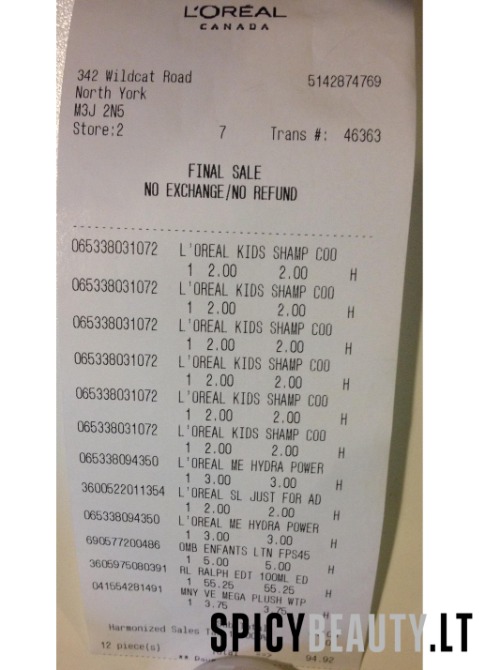 L'ORÉAL
CANADA
342 Wildcat Road 5142874769
North York
M3J 2N5
Store:2 7 Trans #: 46363
FINAL SALE
NO EXCHANGE/NO REFUND
065338031072 L'OREAL KIDS SHAMP COO
1 2.00 2.00 H
065338031072 L'OREAL KIDS SHAMP COO
1 2.00 2.00 H
065338031072 L'OREAL KIDS SHAMP COO
1 2.00 2.00 H
065338031072 L'OREAL KIDS SHAMP COO
1 2.00 2.00 H
065338031072 L'OREAL KIDS SHAMP COO
1 2.00 2.00 H
065338031072 L'OREAL KIDS SHAMP COO
1 2.00 2.00 H
065338094350 L'OREAL ME HYDRA POWER
1 3.00 3.00 H
3600522011354 L'OREAL SL JUST FOR AD
1 2.00 2.00 H
065338094350 L'OREAL ME HYDRA POWER
1 3.00 3.00 H
690577200486 OMB ENFANTS LTN FPS45
1 5.00 5.00 H
3605975080391 RL RALPH EDT 100ML ED
1 55.25 55.25 H
041554281491 MNY VE MEGA PLUSH WTP
1 3.75 3.75 H
Harmonized Sales
12 piece(s) 94.92
SPICYBEAUTY.LT